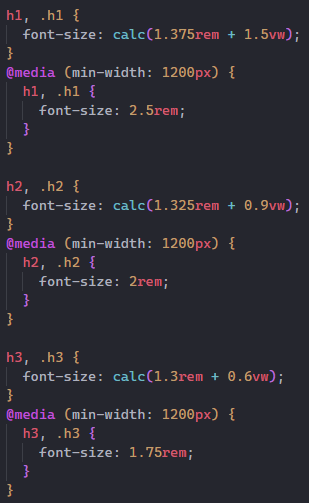 h1, .h1 {
  font-size: calc(1.375rem + 1.5vw);
}
@media (min-width: 1200px) {
  h1, .h1 {
    font-size: 2.5rem;
  }
}

h2, .h2 {
  font-size: calc(1.325rem + 0.9vw);
}
@media (min-width: 1200px) {
  h2, .h2 {
    font-size: 2rem;
  }
}

h3, .h3 {
  font-size: calc(1.3rem + 0.6vw);
}
@media (min-width: 1200px) {
  h3, .h3 {
    font-size: 1.75rem;
  }
}